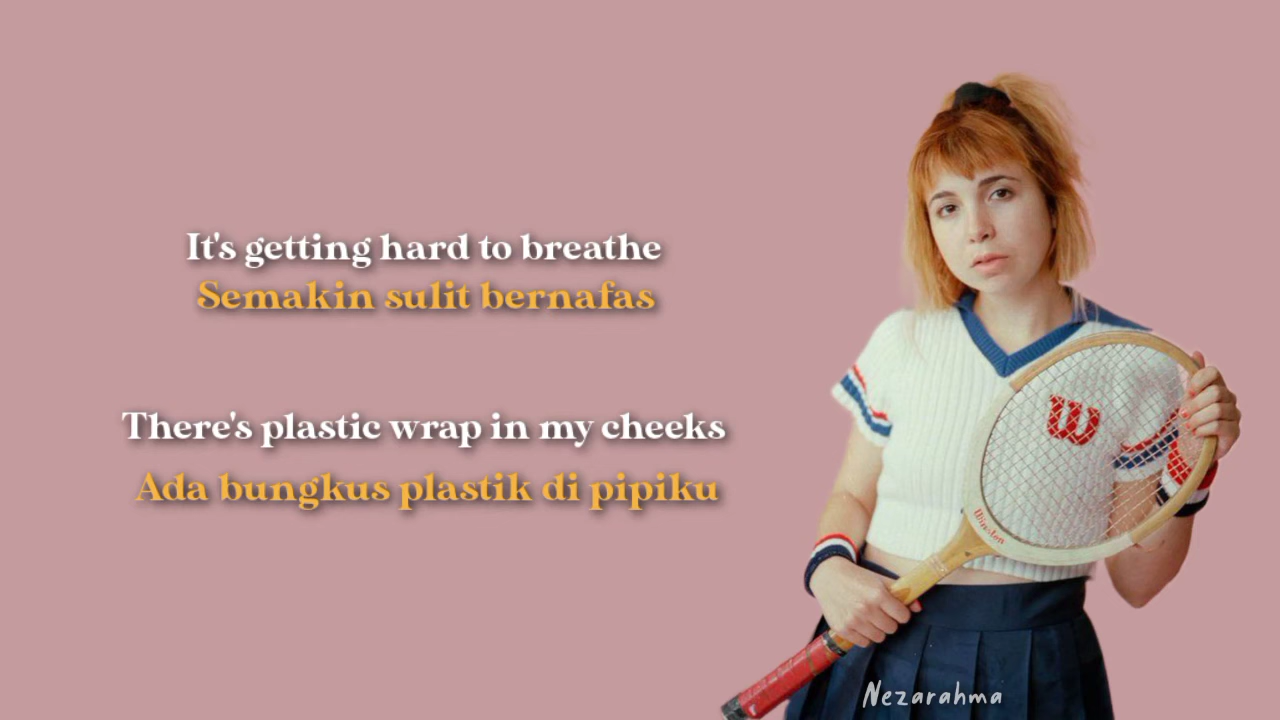 It's getting hard to breathe
Semakin sulit bernafas
There's plastic wrap in my cheeks
Ada bungkus plastik di pipiku
W
Winston
Nezarahma